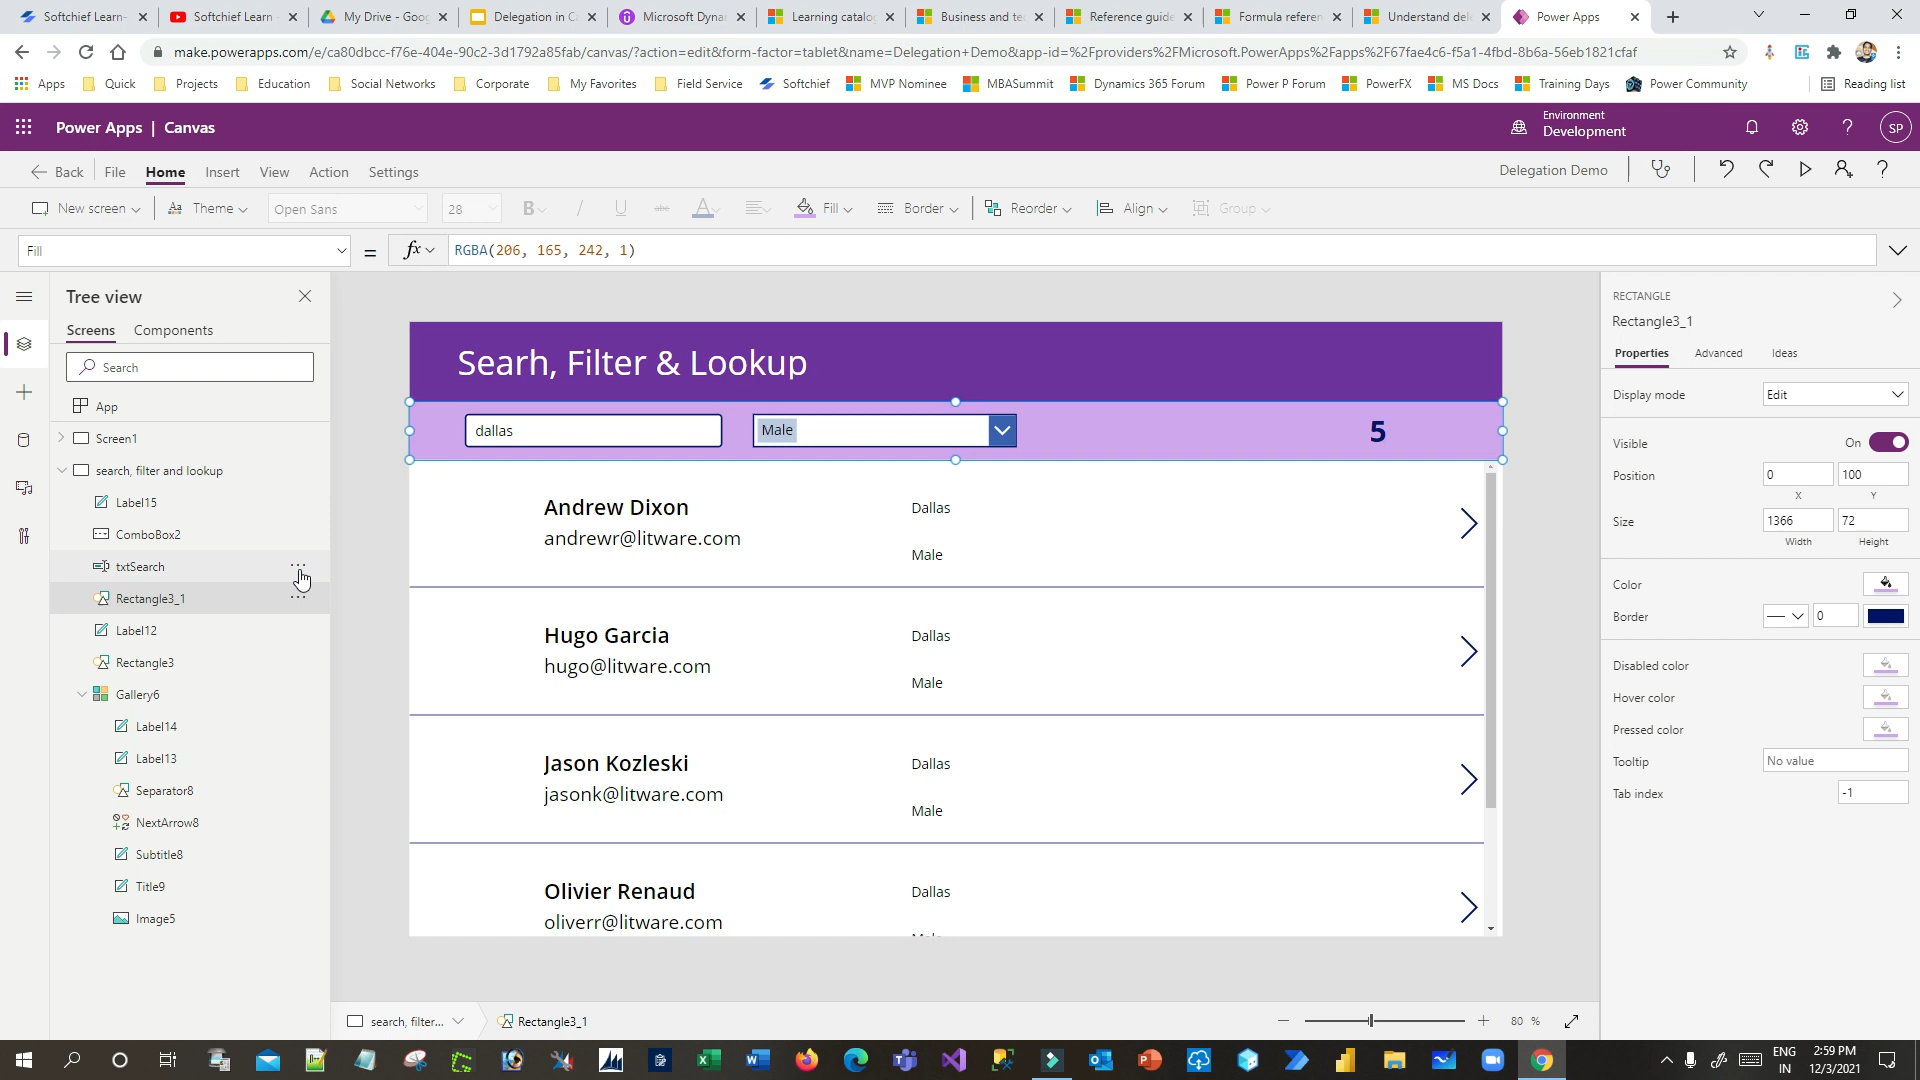 Softchief Learn-
Softchief Learn -
My Drive - Goo
Delegation in C
Microsoft Dyna
Learning catalo
Business and te
Reference guide
Formula referen
Understand del
Power Apps
make.powerapps.com/e/ca80dbcc-f76e-404e-90c2-3d1792a85fab/canvas/?action=edit&form-factor=tablet&name=Delegation+Demo&app-id=%2Fproviders%2FMicrosoft.PowerApps%2Fapps%2F67fae4c6-f5a1-4fbd-8b6a-56eb1821cfaf
Apps
Quick
Projects
Education
Social Networks
Corporate
My Favorites
Field Service
Softchief
MVP Nominee
MBASummit
Dynamics 365 Forum
Power P Forum
PowerFX
MS Docs
Training Days
Power Community
Reading list
Power Apps | Canvas
Environment
Development
SP
Back
File
Home
Insert
View
Action
Settings
Delegation Demo
New screen
Theme
Open Sans
28
B
Fill
Border
Reorder
Align
Group
Fill
=
fx
RGBA(206, 165, 242, 1)
Tree view
Screens
Components
Search
App
Screen1
search, filter and lookup
Label15
ComboBox2
txtSearch
Rectangle3_1
Label12
Rectangle3
Gallery6
Label14
Label13
Separator8
NextArrow8
Subtitle8
Title9
Image5
Searh, Filter & Lookup
dallas
Male
5
Andrew Dixon
andrewr@litware.com
Dallas
Male
Hugo Garcia
hugo@litware.com
Dallas
Male
Jason Kozleski
jasonk@litware.com
Dallas
Male
Olivier Renaud
oliverr@litware.com
Dallas
RECTANGLE
Rectangle3_1
Properties
Advanced
Ideas
Display mode
Edit
Visible
On
Position
0
100
X
Y
Size
1366
72
Width
Height
Color
Border
0
Disabled color
Hover color
Pressed color
Tooltip
No value
Tab index
-1
search, filter...
Rectangle3_1
80 %
ENG
IN
2:59 PM
12/3/2021